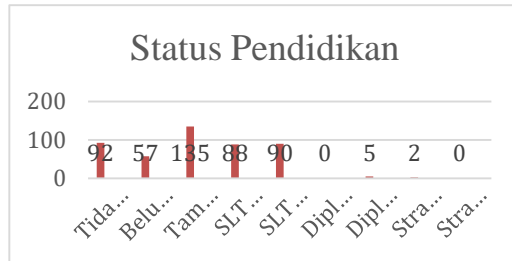 Status Pendidikan
200
100
0
92 57 135 88 90 0 5 2 0
Tida...
Belu...
Tam...
SLT...
SLT...
Dipl...
Dipl...
Stra...
Stra...